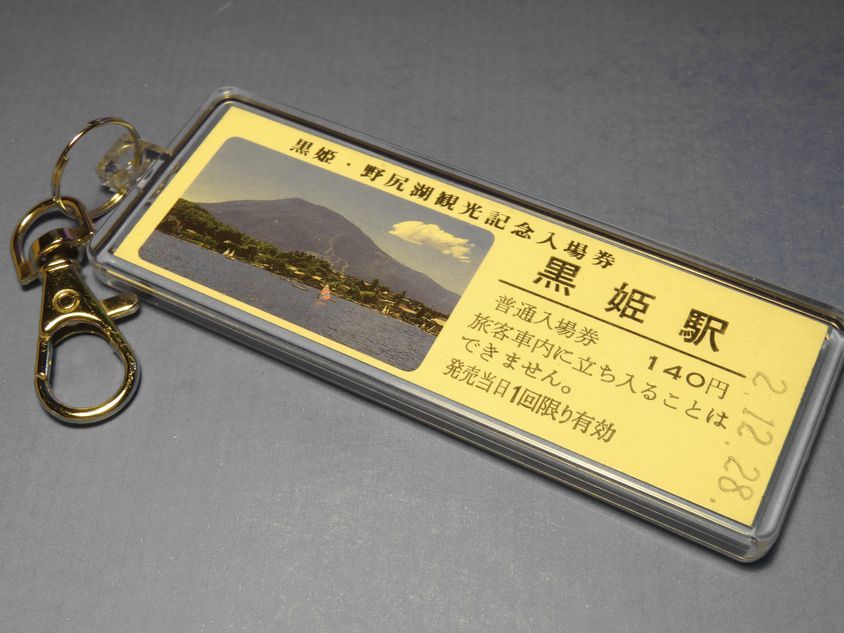 黒姫・野尻湖観光記念入場券
黒姫駅
普通入場券
140円
旅客車内に立ち入ることは
できません。
発売当日1回限り有効
2.12.28.